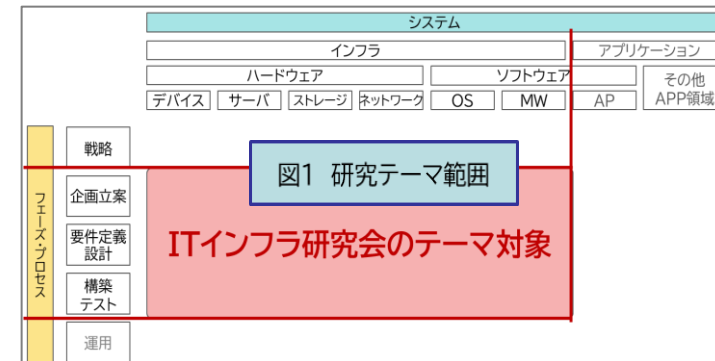 システム
インフラ
アプリケーション
ハードウェア
ソフトウェア
その他
APP領域
デバイス
サーバ
ストレージ
ネットワーク
OS
MW
AP
フェーズ・プロセス
戦略
図1 研究テーマ範囲
企画立案
要件定義
設計
ITインフラ研究会のテーマ対象
構築
テスト
運用